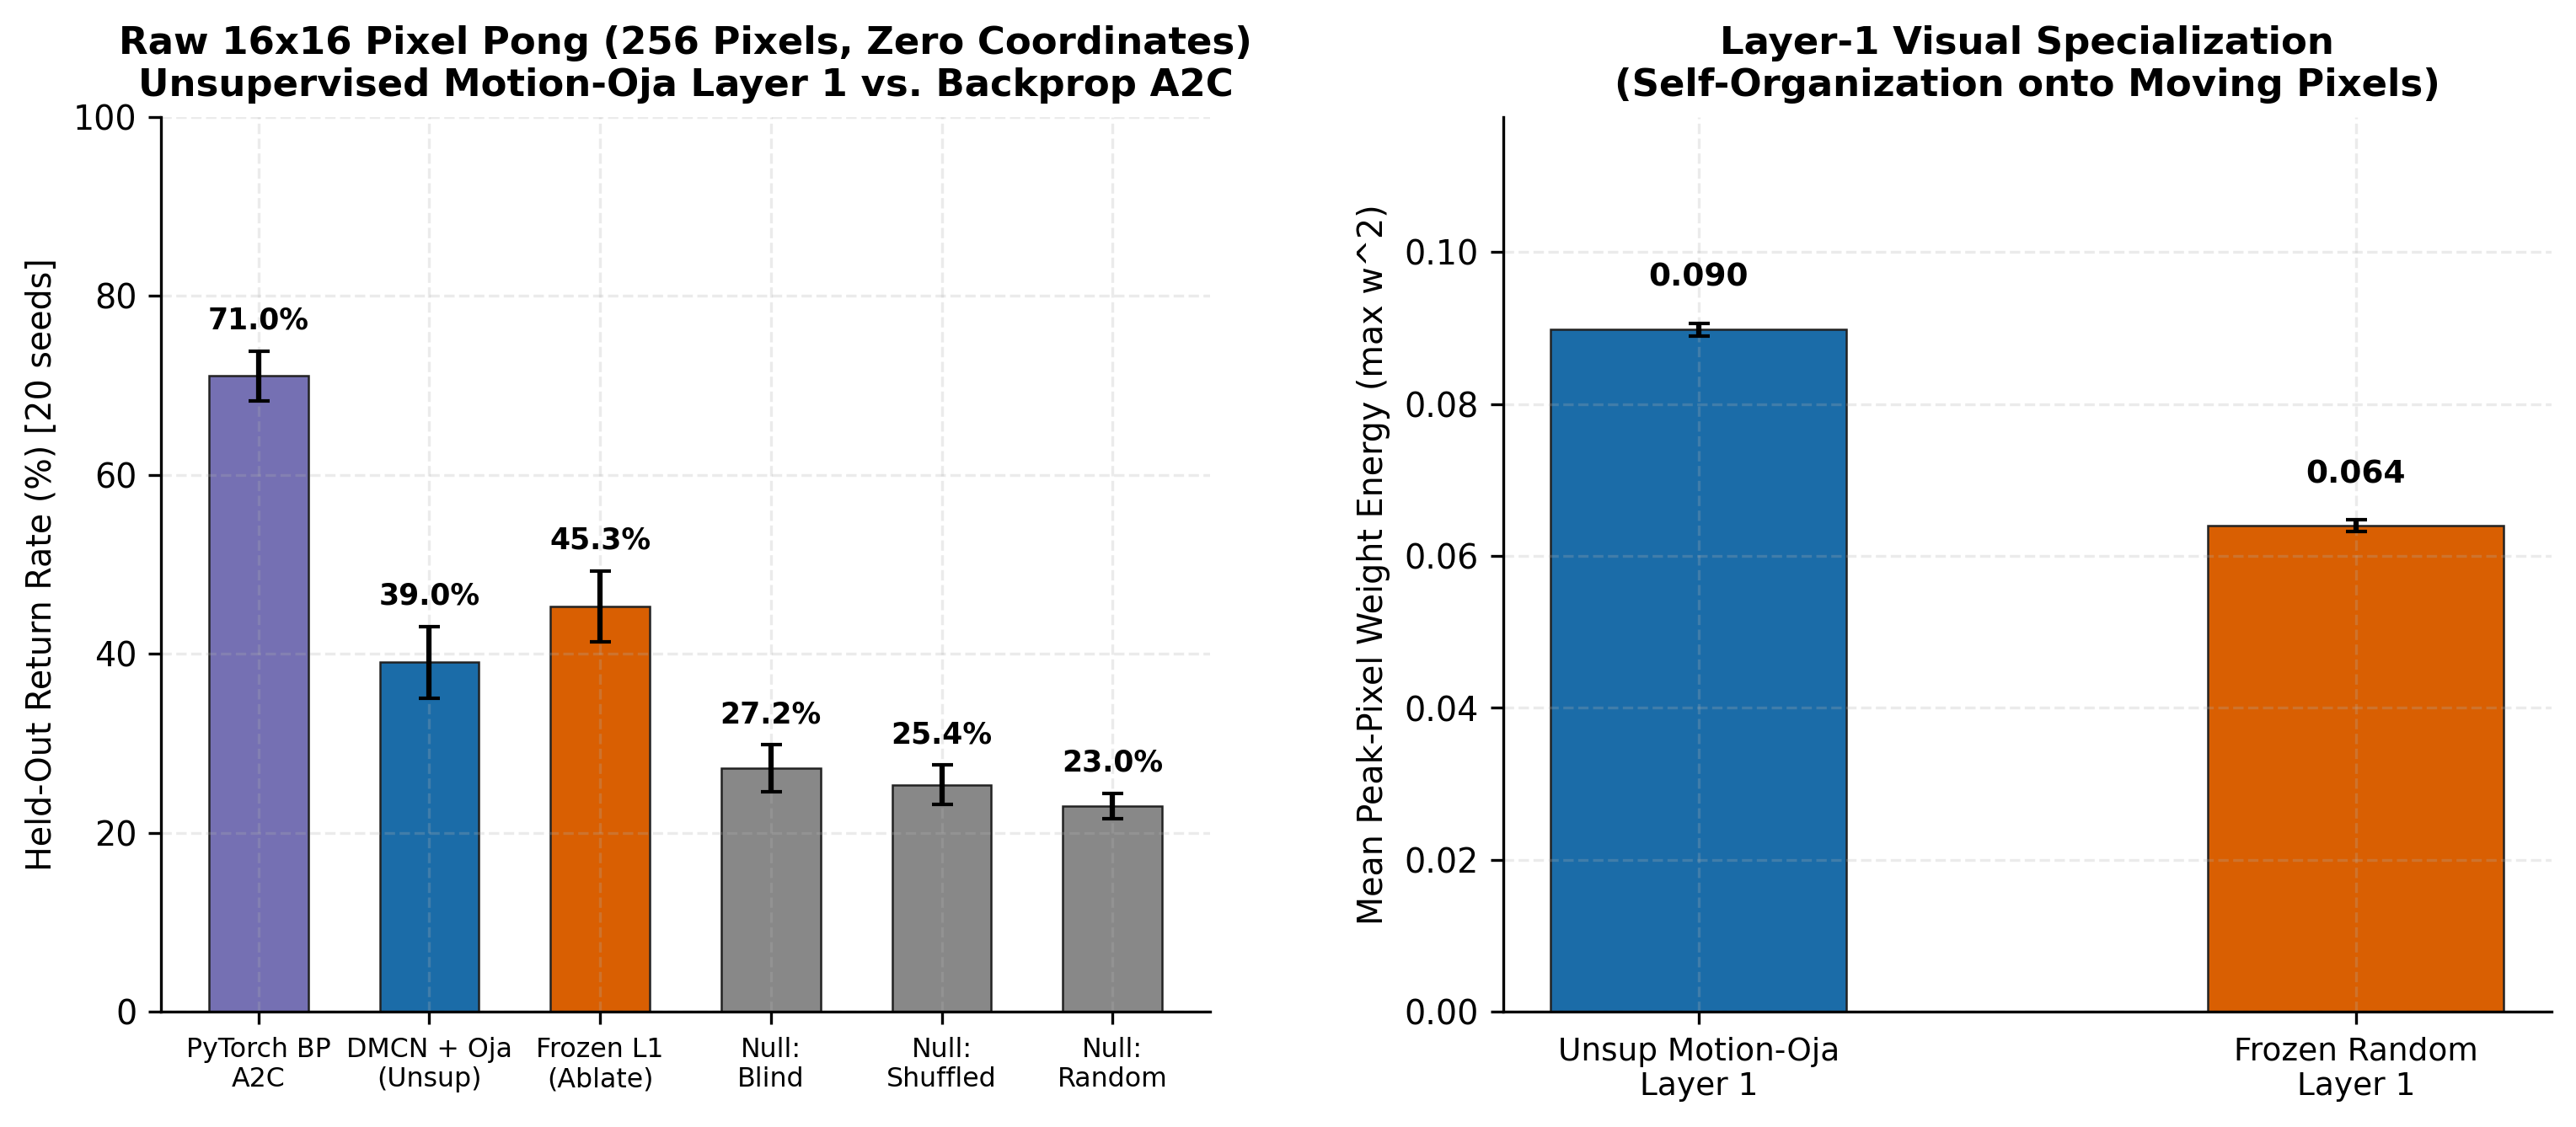 Raw 16x16 Pixel Pong (256 Pixels, Zero Coordinates)
Unsupervised Motion-Oja Layer 1 vs. Backprop A2C
Held-Out Return Rate (%) [20 seeds]
100
80
60
40
20
0
71.0%
39.0%
45.3%
27.2%
25.4%
23.0%
PyTorch BP
A2C
DMCN + Oja
(Unsup)
Frozen L1
(Ablate)
Null:
Blind
Null:
Shuffled
Null:
Random
Layer-1 Visual Specialization
(Self-Organization onto Moving Pixels)
Mean Peak-Pixel Weight Energy (max w^2)
0.10
0.08
0.06
0.04
0.02
0.00
0.090
0.064
Unsup Motion-Oja
Layer 1
Frozen Random
Layer 1